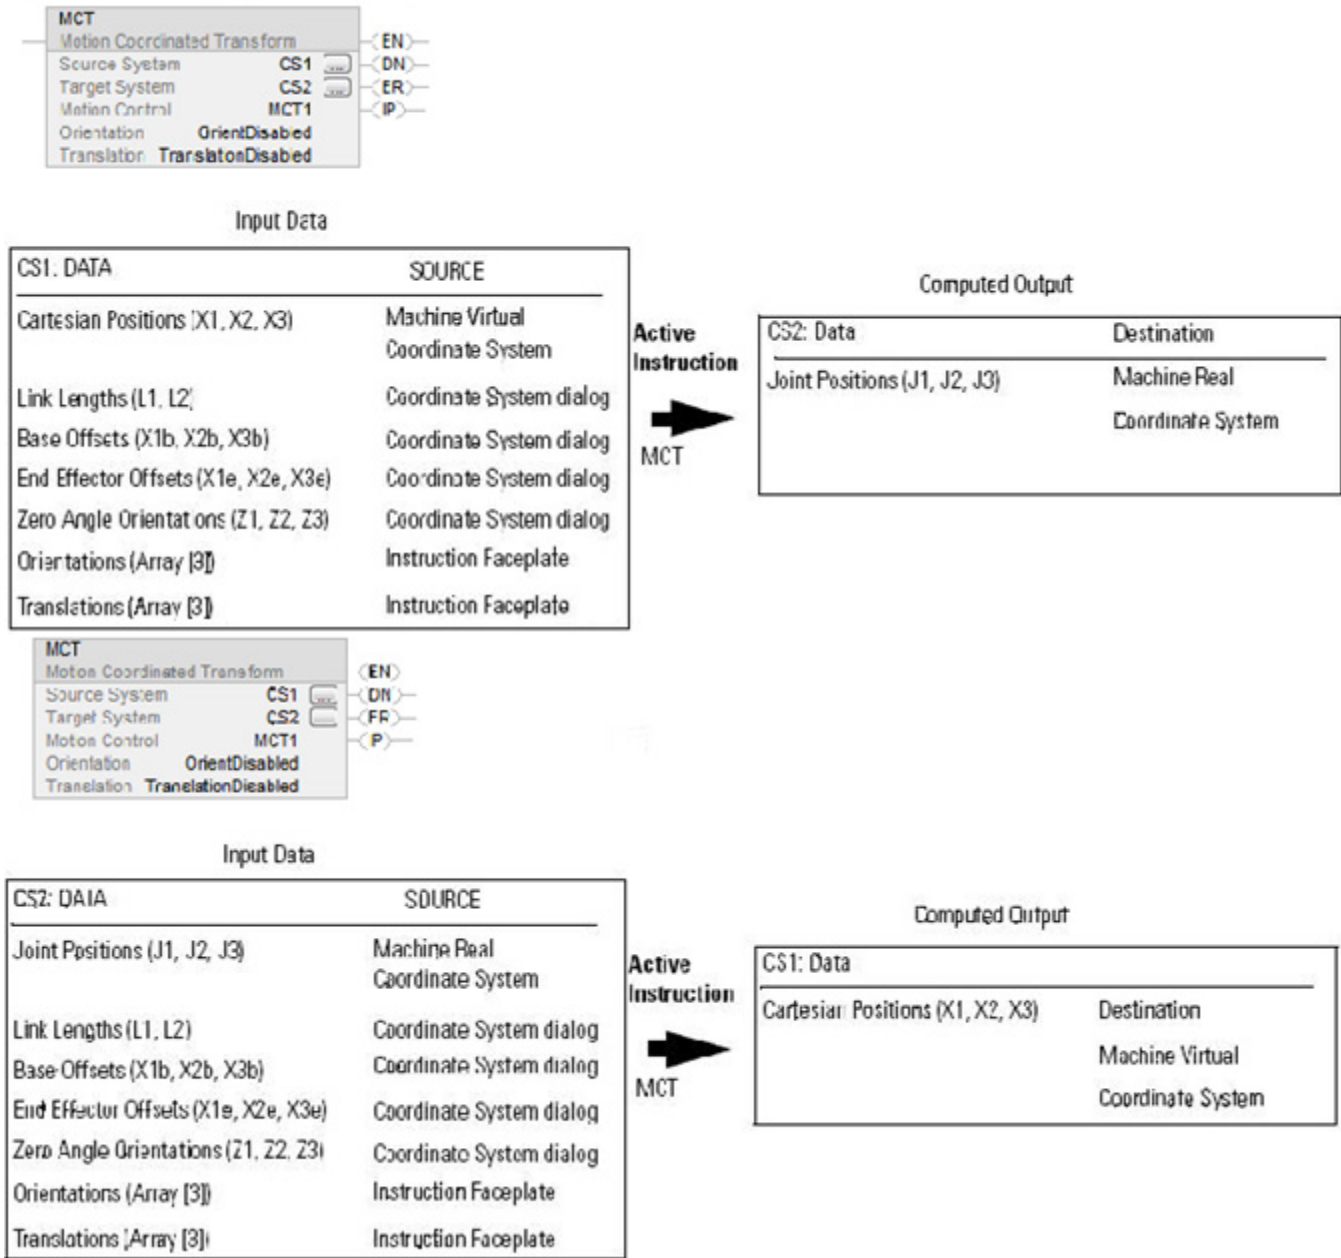 MCT
Motion Coordinated Transform (EN)
Source System CS1 ... (DN)
Target System CS2 ... (ER)
Motion Control MCT1 (IP)
Orientation OrientDisabled
Translation TranslatonDisabled
Input Data
CS1. DATA SOURCE
Cartesian Positions (X1, X2, X3) Machine Virtual
Coordinate System
Link Lengths (L1, L2) Coordinate System dialog
Base Offsets (X1b, X2b, X3b) Coordinate System dialog
End Effector Offsets (X1e, X2e, X3e) Coordinate System dialog
Zero Angle Orientations (Z1, Z2, Z3) Coordinate System dialog
Orientations (Array [3]) Instruction Faceplate
Translations (Array [3]) Instruction Faceplate
Active
Instruction
MCT
Computed Output
CS2: Data Destination
Joint Positions (J1, J2, J3) Machine Real
Coordinate System
MCT
Motion Coordinated Transform (EN)
Source System CS1 ... (DN)
Target System CS2 ... (ER)
Motion Control MCT1 (IP)
Orientation OrientDisabled
Translation TranslationDisabled
Input Data
CS2: DATA SOURCE
Joint Positions (J1, J2, J3) Machine Real
Coordinate System
Link Lengths (L1, L2) Coordinate System dialog
Base Offsets (X1b, X2b, X3b) Coordinate System dialog
End Effector Offsets (X1e, X2e, X3e) Coordinate System dialog
Zero Angle Orientations (Z1, Z2, Z3) Coordinate System dialog
Orientations (Array [3]) Instruction Faceplate
Translations (Array [3]) Instruction Faceplate
Active
Instruction
MCT
Computed Output
CS1: Data
Cartesian Positions (X1, X2, X3) Destination
Machine Virtual
Coordinate System